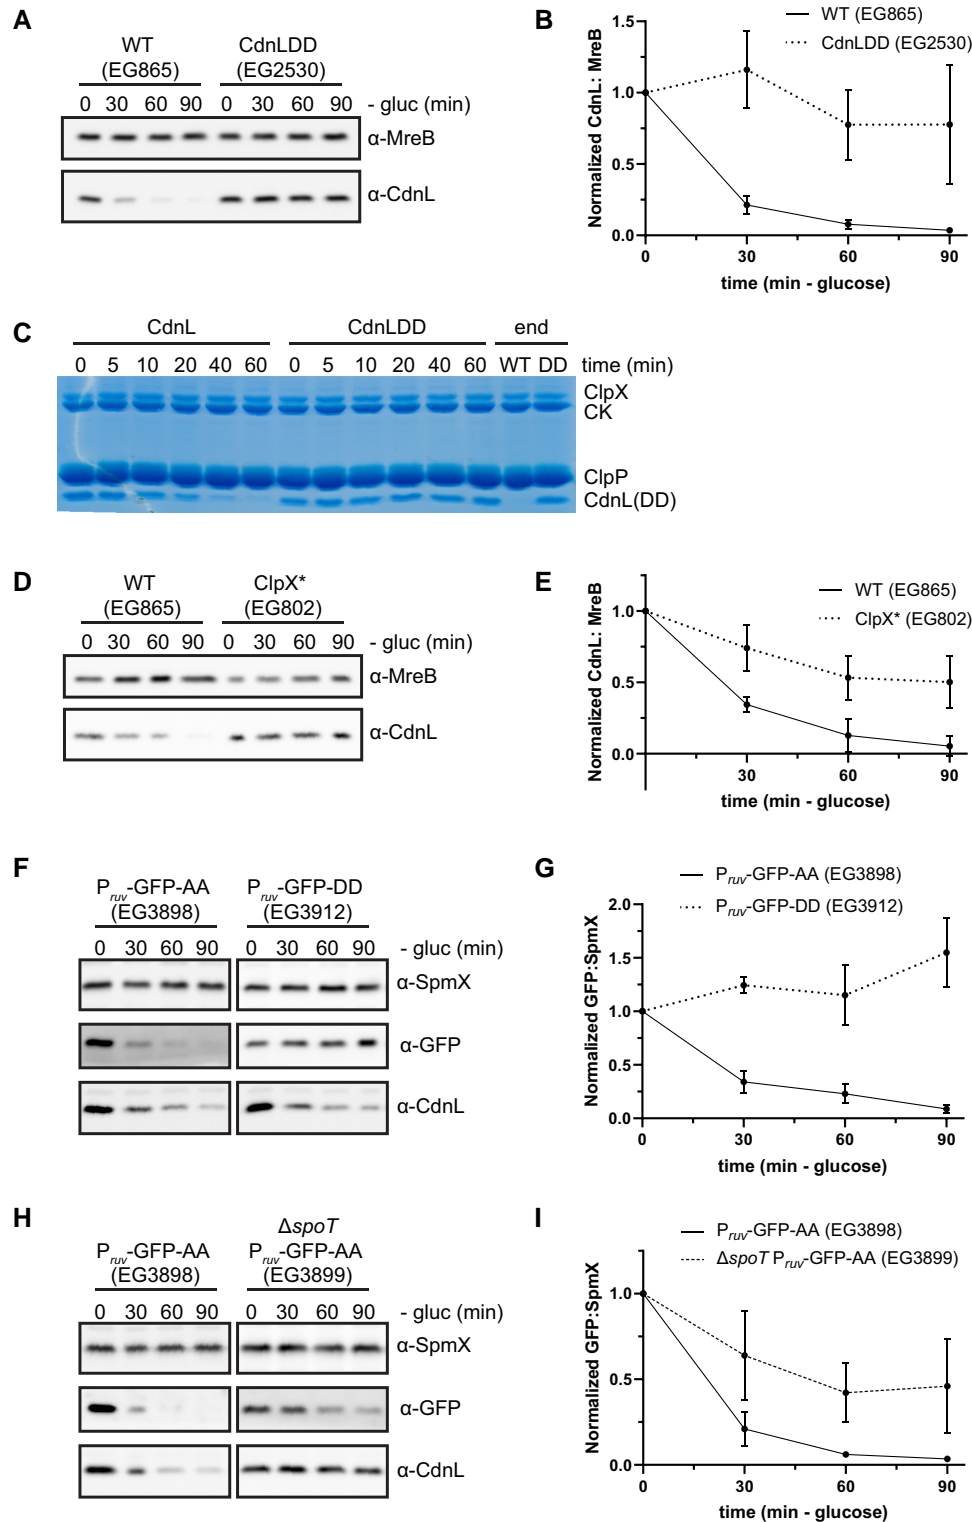 A
WT
(EG865)
CdnLDD
(EG2530)
0 30 60 90 0 30 60 90 - gluc (min)
α-MreB
α-CdnL
B
WT (EG865)
CdnLDD (EG2530)
Normalized CdnL: MreB
1.5
1.0
0.5
0.0
0 30 60 90
time (min - glucose)
C
CdnL CdnLDD end
0 5 10 20 40 60 0 5 10 20 40 60 WT DD time (min)
ClpX
CK
ClpP
CdnL(DD)
D
WT
(EG865)
ClpX*
(EG802)
0 30 60 90 0 30 60 90 - gluc (min)
α-MreB
α-CdnL
E
WT (EG865)
ClpX* (EG802)
Normalized CdnL: MreB
1.0
0.5
0.0
30 60 90
time (min - glucose)
F
Pruv-GFP-AA
(EG3898)
Pruv-GFP-DD
(EG3912)
0 30 60 90 0 30 60 90 - gluc (min)
α-SpmX
α-GFP
α-CdnL
G
Pruv-GFP-AA (EG3898)
Pruv-GFP-DD (EG3912)
Normalized GFP:SpmX
2.0
1.5
1.0
0.5
0.0
0 30 60 90
time (min - glucose)
H
Pruv-GFP-AA
(EG3898)
ΔspoT
Pruv-GFP-AA
(EG3899)
0 30 60 90 0 30 60 90 - gluc (min)
α-SpmX
α-GFP
α-CdnL
I
Pruv-GFP-AA (EG3898)
ΔspoT Pruv-GFP-AA (EG3899)
Normalized GFP:SpmX
1.0
0.5
0.0
0 30 60 90
time (min - glucose)